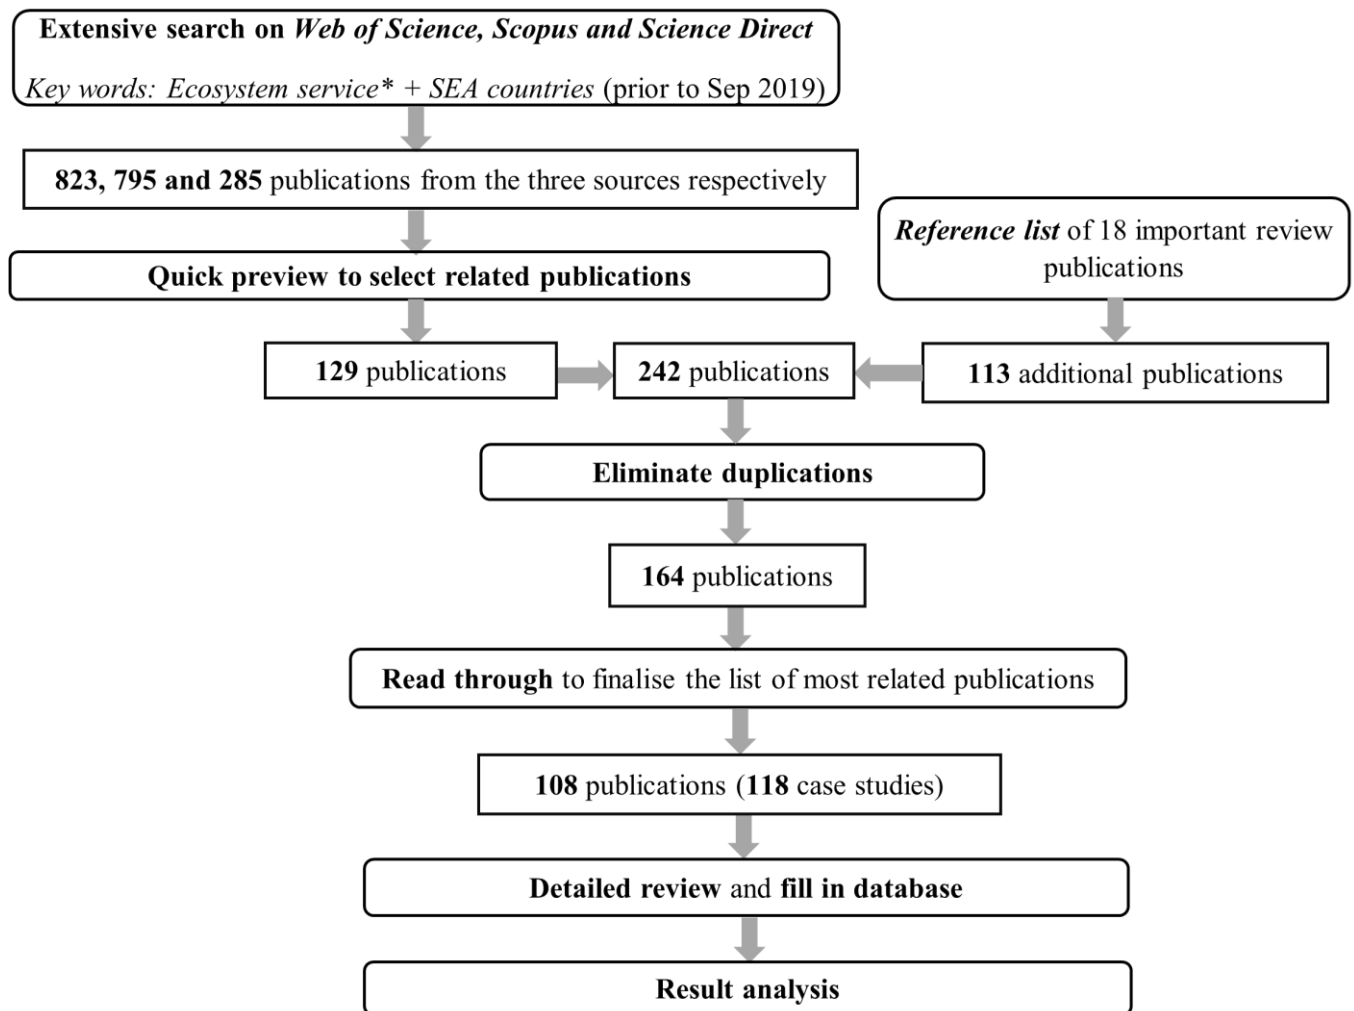 Extensive search on Web of Science, Scopus and Science Direct
Key words: Ecosystem service* + SEA countries (prior to Sep 2019)
823, 795 and 285 publications from the three sources respectively
Reference list of 18 important review
publications
Quick preview to select related publications
129 publications
242 publications
113 additional publications
Eliminate duplications
164 publications
Read through to finalise the list of most related publications
108 publications (118 case studies)
Detailed review and fill in database
Result analysis